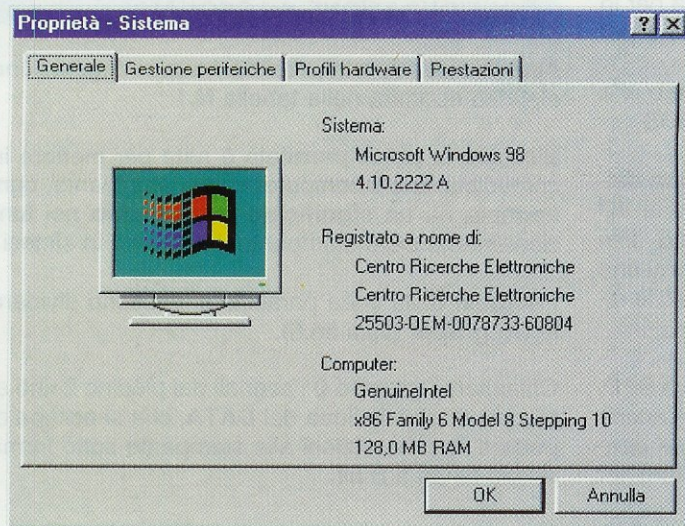 Proprietà - Sistema
Generale
Gestione periferiche
Profili hardware
Prestazioni
Sistema:
Microsoft Windows 98
4.10.2222 A
Registrato a nome di:
Centro Ricerche Elettroniche
Centro Ricerche Elettroniche
25503-OEM-0078733-60804
Computer:
GenuineIntel
x86 Family 6 Model 8 Stepping 10
128,0 MB RAM
OK
Annulla